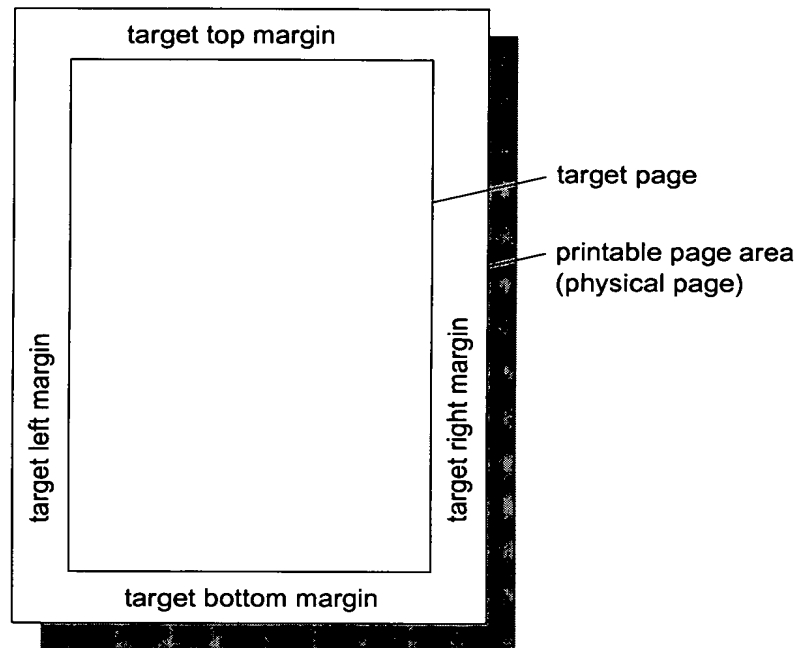 target top margin
target page
printable page area
(physical page)
target left margin
target right margin
target bottom margin